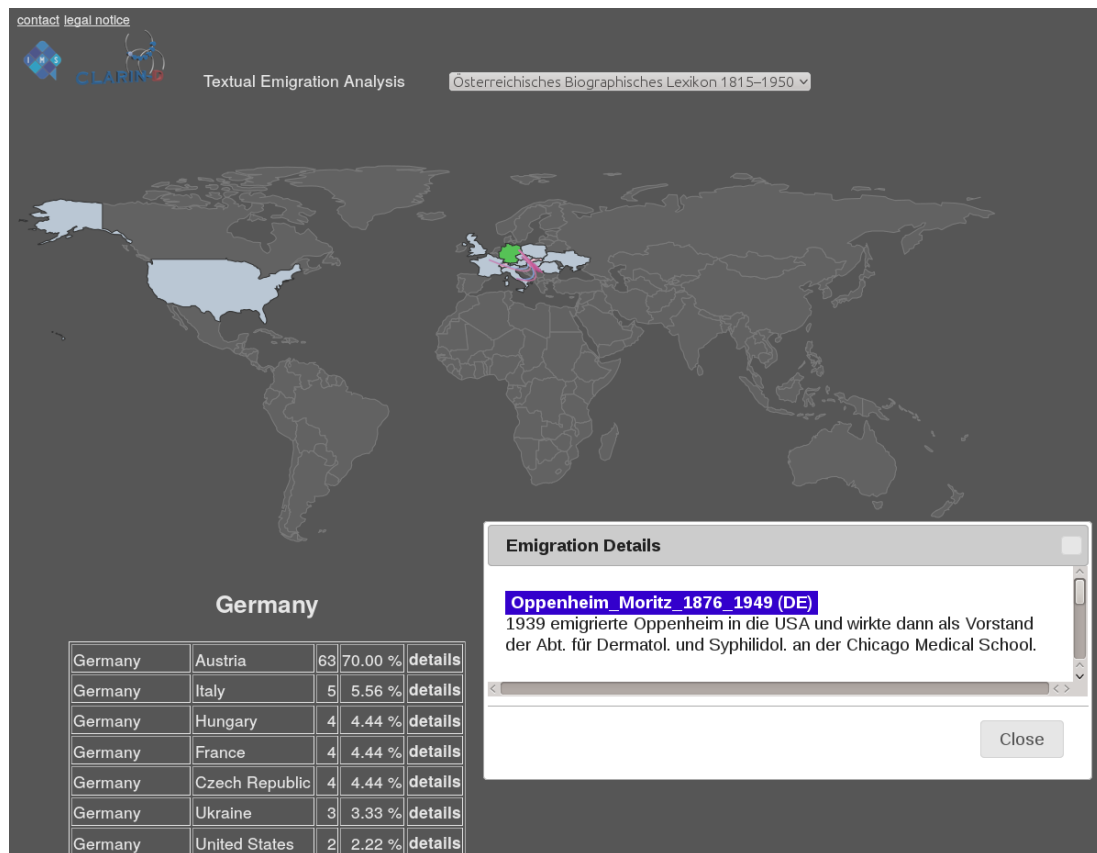 contact legal notice
I M S
CLARIN-D
Textual Emigration Analysis
Österreichisches Biographisches Lexikon 1815–1950
Emigration Details
Oppenheim_Moritz_1876_1949 (DE)
1939 emigrierte Oppenheim in die USA und wirkte dann als Vorstand
der Abt. für Dermatol. und Syphilidol. an der Chicago Medical School.
Close
Germany
Germany Austria 63 70.00 % details
Germany Italy 5 5.56 % details
Germany Hungary 4 4.44 % details
Germany France 4 4.44 % details
Germany Czech Republic 4 4.44 % details
Germany Ukraine 3 3.33 % details
Germany United States 2 2.22 % details